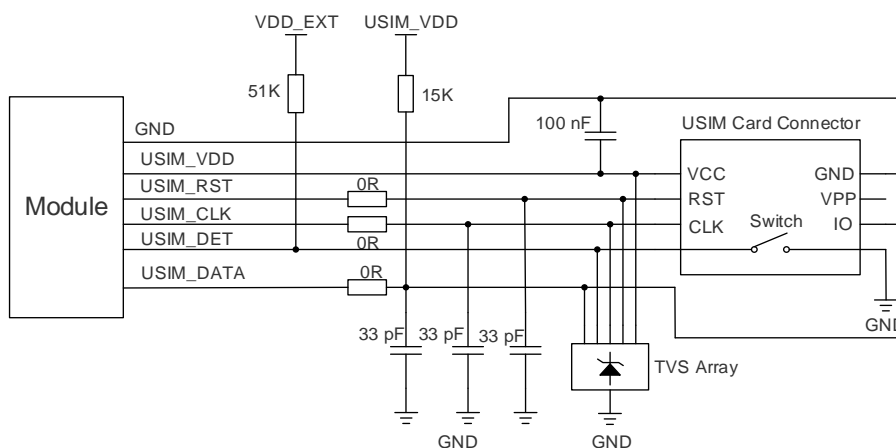 VDD_EXT
USIM_VDD
51K
15K
GND
100 nF
USIM Card Connector
USIM_VDD
VCC
GND
USIM_RST
0R
RST
VPP
Module
USIM_CLK
CLK
Switch
IO
USIM_DET
0R
USIM_DATA
0R
GND
33 pF
33 pF
33 pF
TVS Array
GND
GND